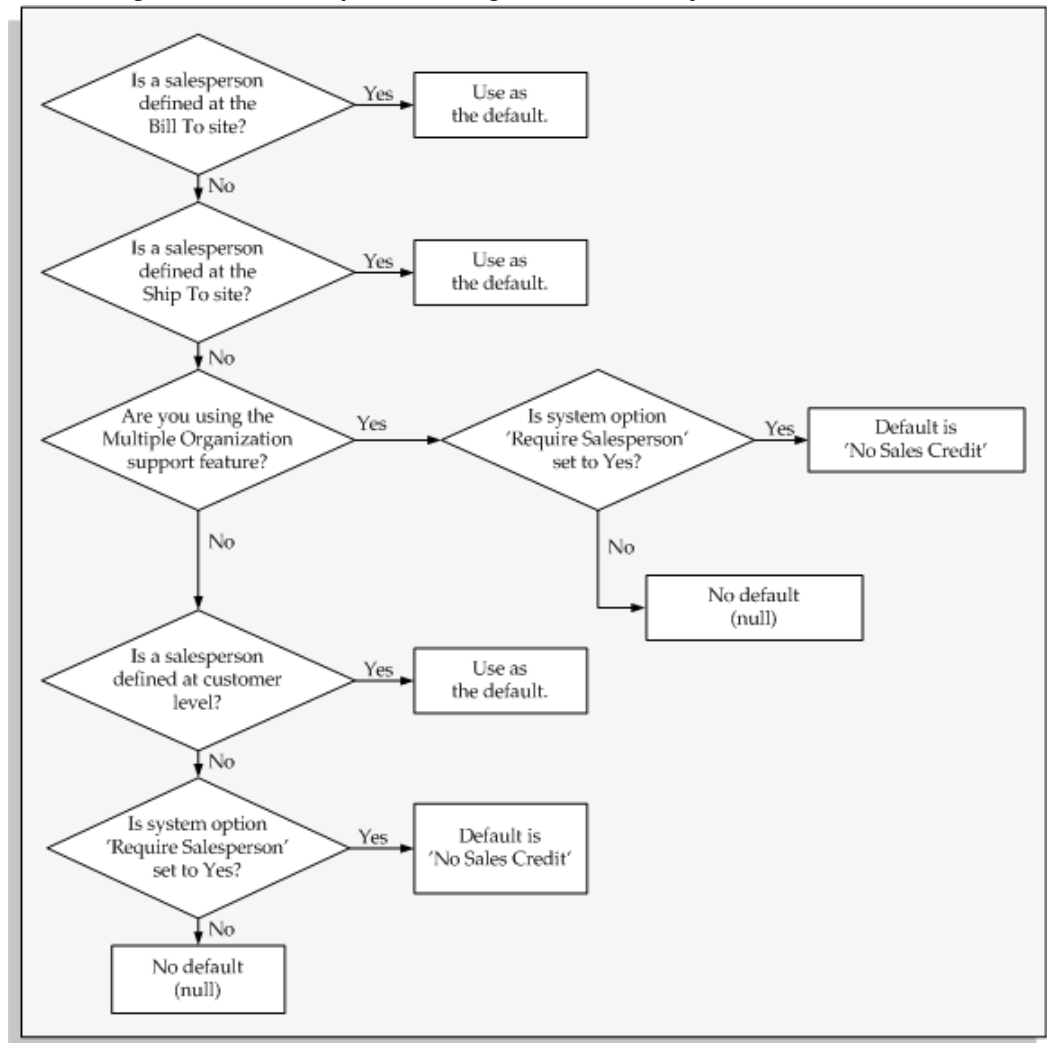 Is a salesperson
defined at the
Bill To site?
Yes
Use as
the default.
No
Is a salesperson
defined at the
Ship To site?
Yes
Use as
the default.
No
Are you using the
Multiple Organization
support feature?
Yes
Is system option
'Require Salesperson'
set to Yes?
Yes
Default is
'No Sales Credit'
No
No default
(null)
No
Is a salesperson
defined at customer
level?
Yes
Use as
the default.
No
Is system option
'Require Salesperson'
set to Yes?
Yes
Default is
'No Sales Credit'
No
No default
(null)